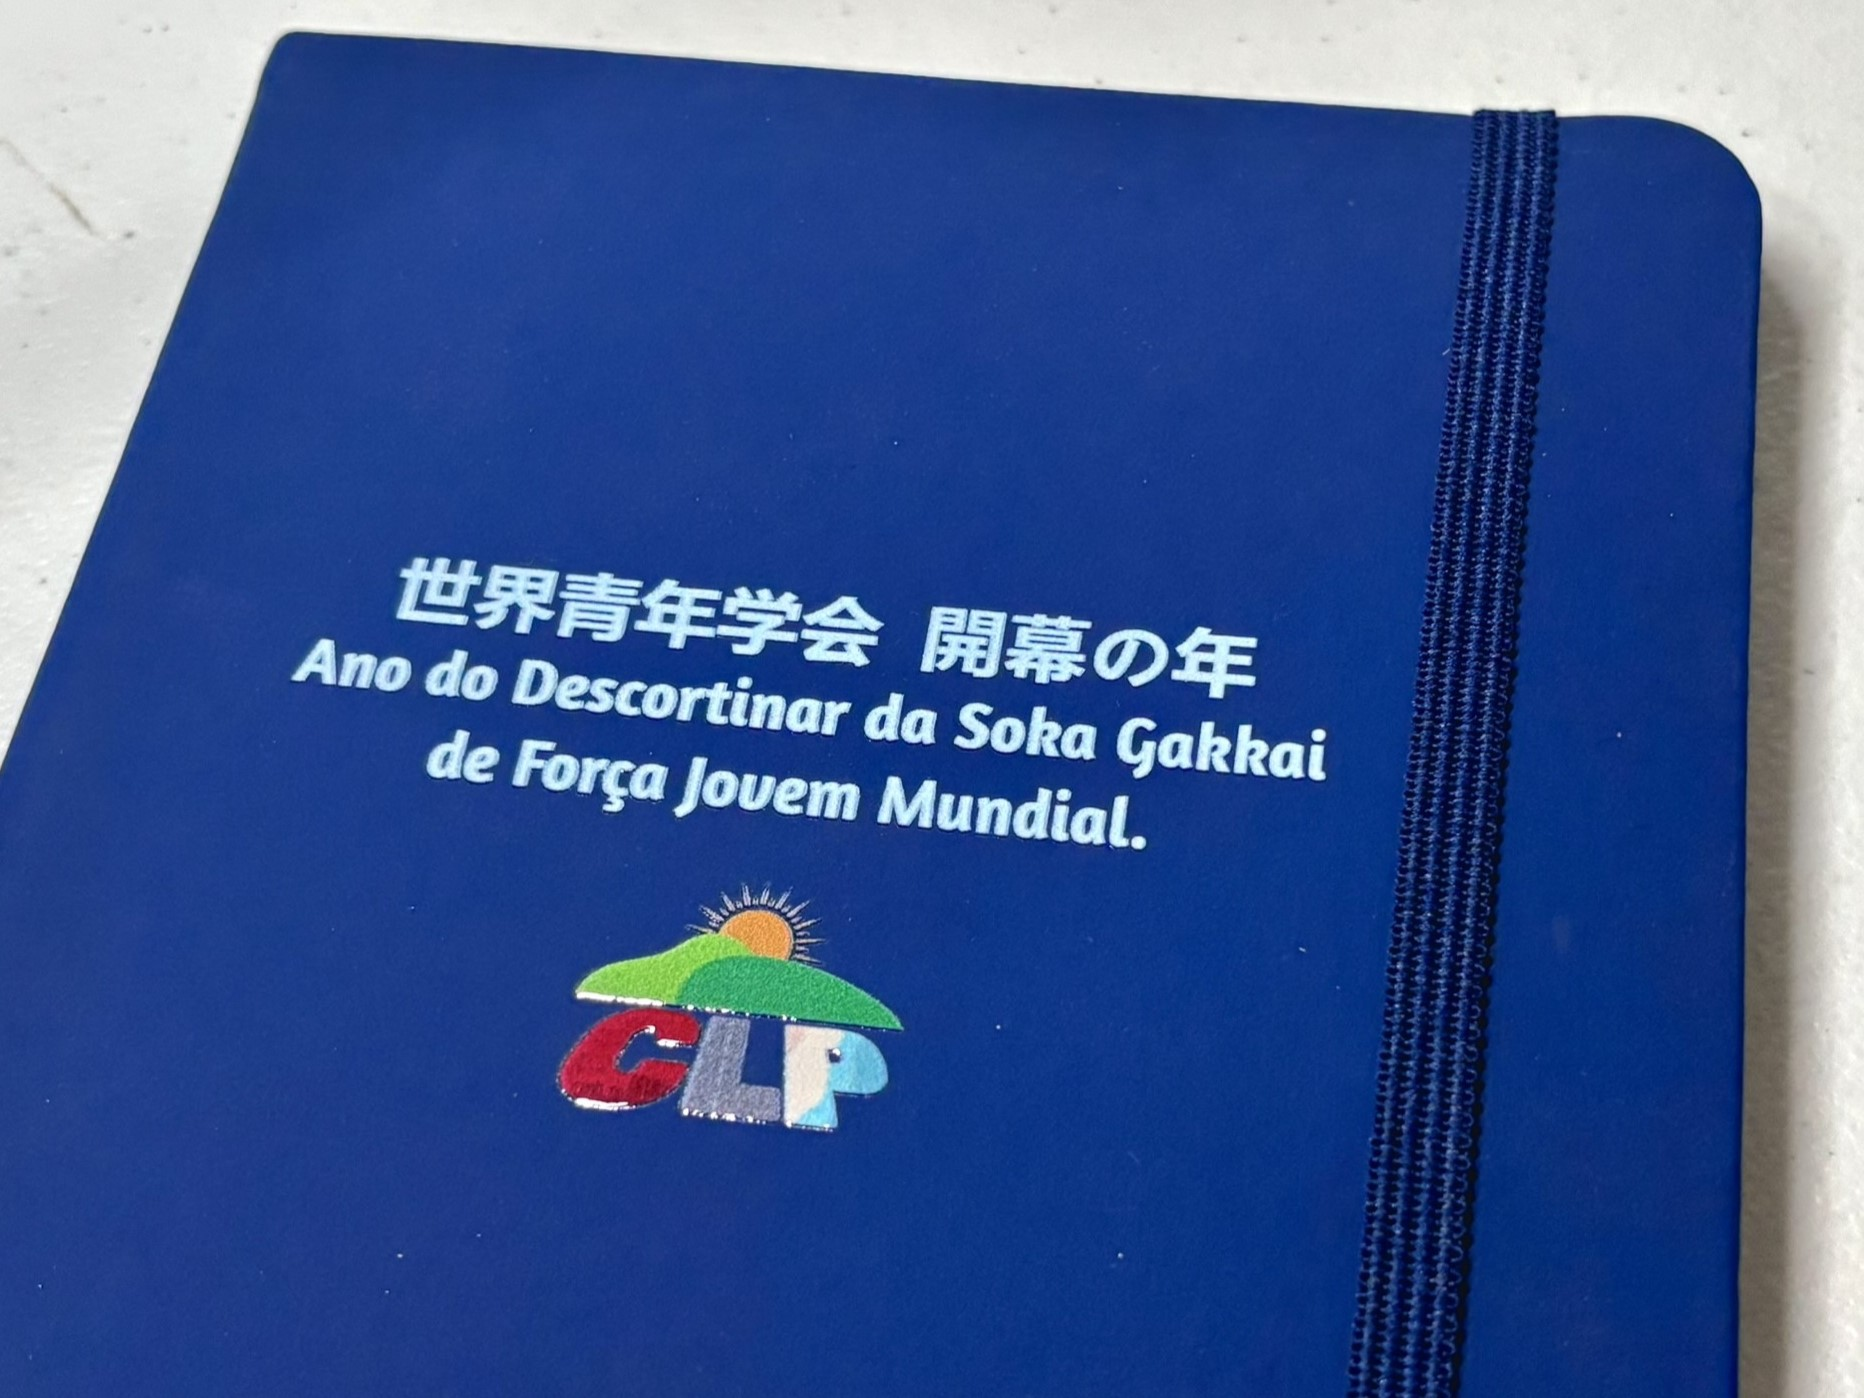 世界青年学会 開幕の年
Ano do Descortinar da Soka Gakkai
de Força Jovem Mundial.
CLP